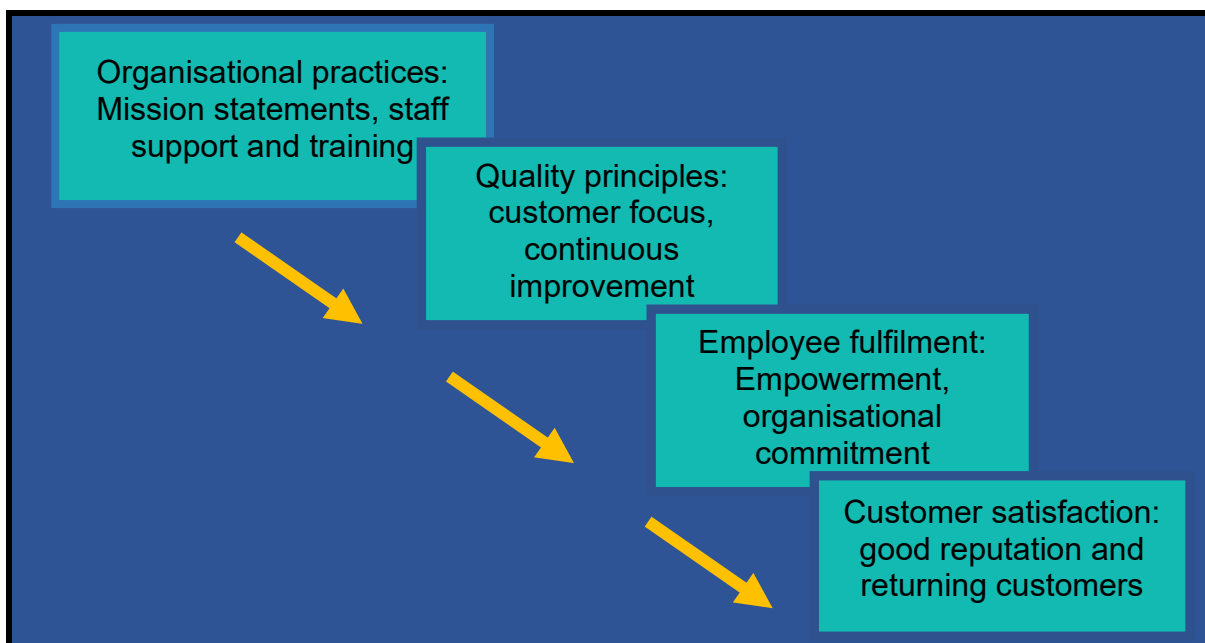 Organisational practices:
Mission statements, staff
support and training
Quality principles:
customer focus,
continuous
improvement
Employee fulfilment:
Empowerment,
organisational
commitment
Customer satisfaction:
good reputation and
returning customers